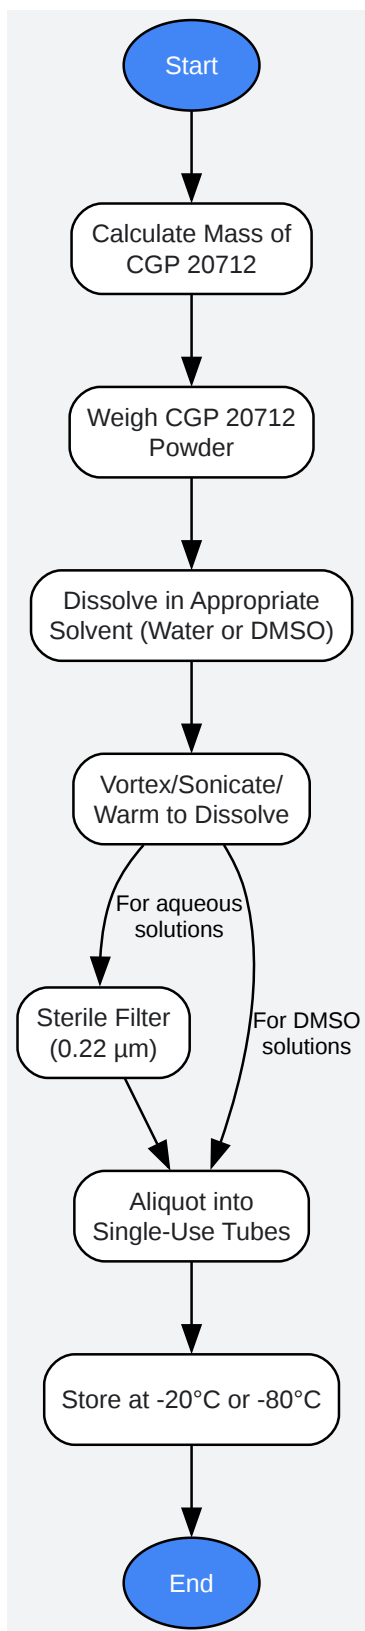 Start
Calculate Mass of
CGP 20712
Weigh CGP 20712
Powder
Dissolve in Appropriate
Solvent (Water or DMSO)
Vortex/Sonicate/
Warm to Dissolve
For aqueous
solutions
Sterile Filter
(0.22 µm)
For DMSO
solutions
Aliquot into
Single-Use Tubes
Store at -20°C or -80°C
End